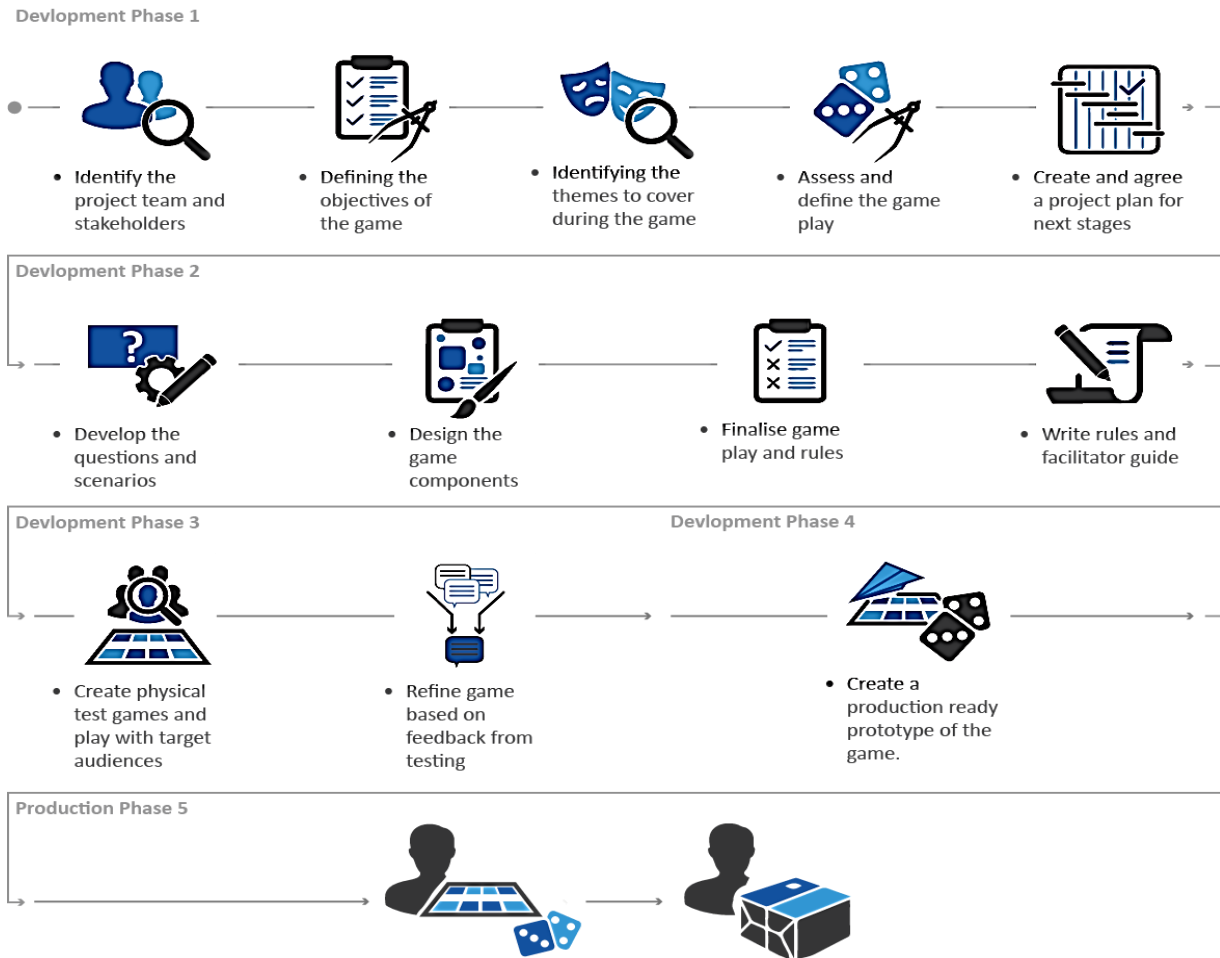 Devlopment Phase 1
• Identify the
project team and
stakeholders
• Defining the
objectives of
the game
• Identifying the
themes to cover
during the game
• Assess and
define the game
play
• Create and agree
a project plan for
next stages
Devlopment Phase 2
?
• Develop the
questions and
scenarios
• Design the
game
components
• Finalise game
play and rules
• Write rules and
facilitator guide
Devlopment Phase 3
• Create physical
test games and
play with target
audiences
• Refine game
based on
feedback from
testing
Devlopment Phase 4
• Create a
production ready
prototype of the
game.
Production Phase 5